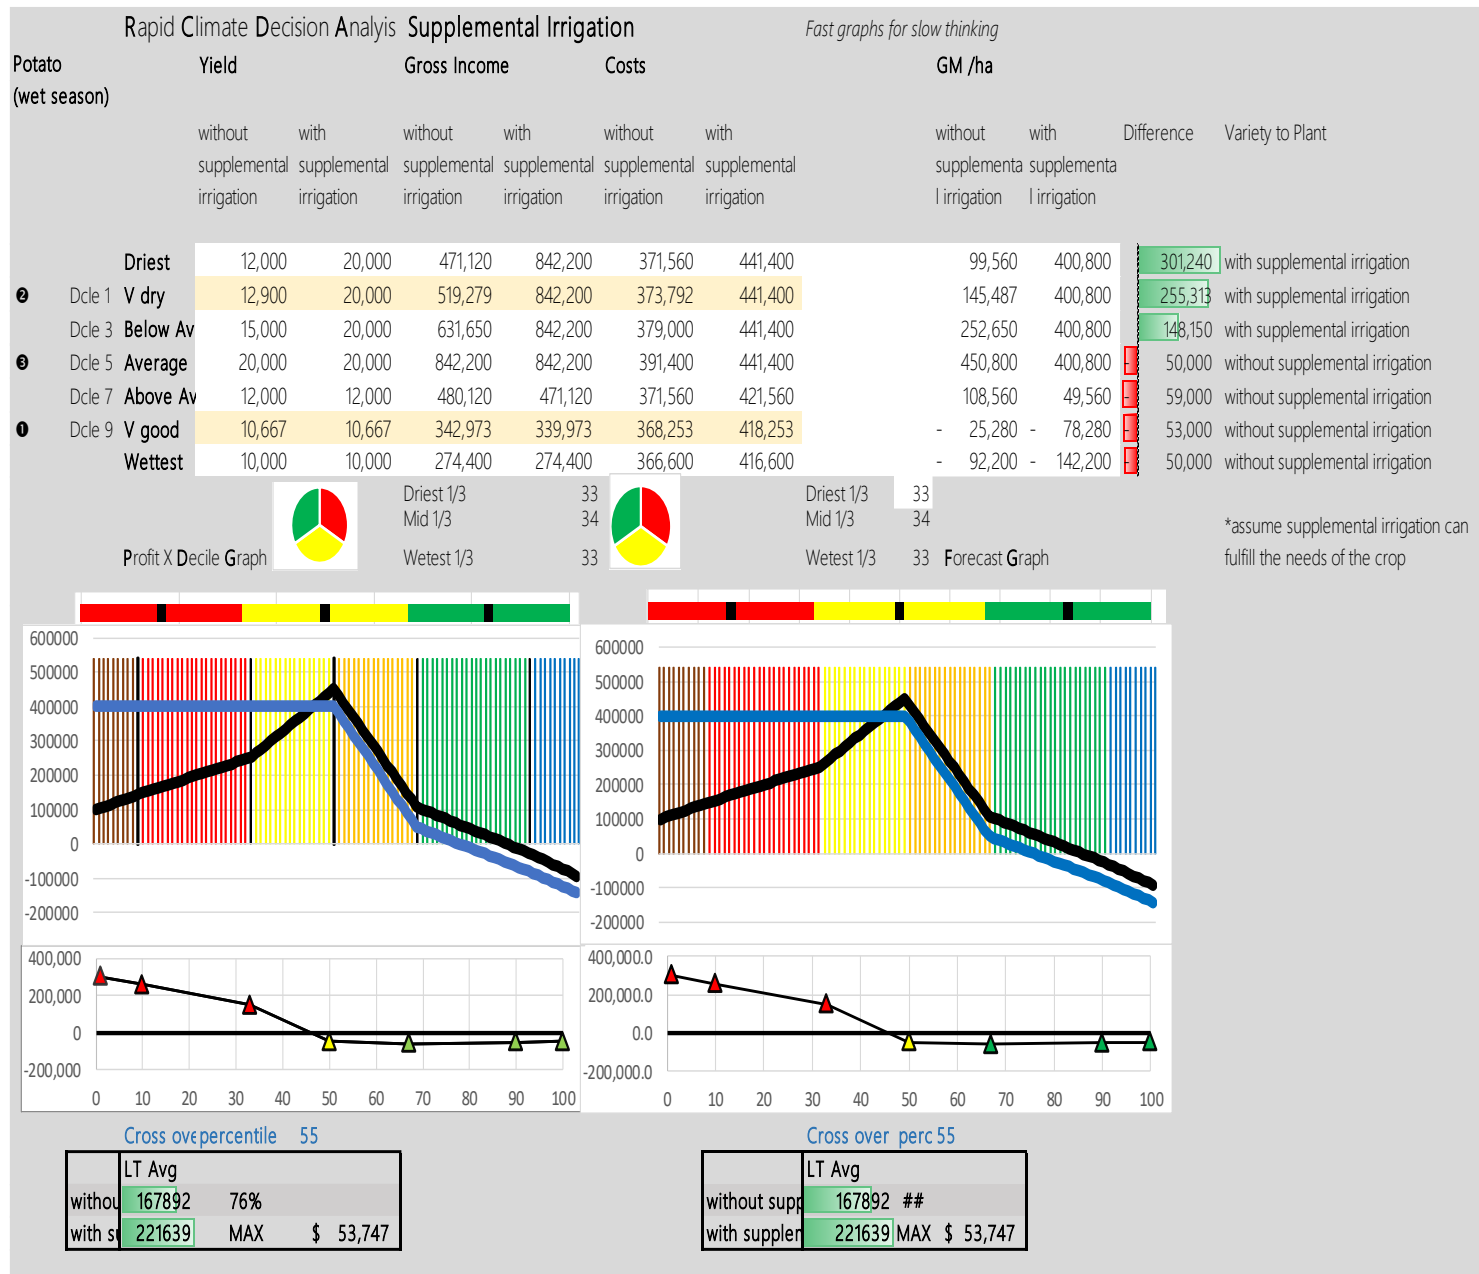 Rapid Climate Decision Analyis Supplemental Irrigation Fast graphs for slow thinking
Potato Yield Gross Income Costs GM /ha
(wet season)
without with without with without with without with Difference Variety to Plant
supplemental supplemental supplemental supplemental supplemental supplemental supplementa supplementa
irrigation irrigation irrigation irrigation irrigation irrigation l irrigation l irrigation
Driest 12,000 20,000 471,120 842,200 371,560 441,400 99,560 400,800 301,240 with supplemental irrigation
❷ Dcle 1 V dry 12,900 20,000 519,279 842,200 373,792 441,400 145,487 400,800 255,313 with supplemental irrigation
Dcle 3 Below Av 15,000 20,000 631,650 842,200 379,000 441,400 252,650 400,800 148,150 with supplemental irrigation
❸ Dcle 5 Average 20,000 20,000 842,200 842,200 391,400 441,400 450,800 400,800 - 50,000 without supplemental irrigation
Dcle 7 Above Av 12,000 12,000 480,120 471,120 371,560 421,560 108,560 49,560 - 59,000 without supplemental irrigation
❶ Dcle 9 V good 10,667 10,667 342,973 339,973 368,253 418,253 - 25,280 - 78,280 - 53,000 without supplemental irrigation
Wettest 10,000 10,000 274,400 274,400 366,600 416,600 - 92,200 - 142,200 - 50,000 without supplemental irrigation
Driest 1/3 33 Driest 1/3 33
Mid 1/3 34 Mid 1/3 34
*assume supplemental irrigation can
Profit X Decile Graph Wetest 1/3 33 Wetest 1/3 33 Forecast Graph fulfill the needs of the crop
600000
500000
400000
300000
200000
100000
0
-100000
-200000
600000
500000
400000
300000
200000
100000
0
-100000
-200000
400,000
200,000
0
-200,000
0 10 20 30 40 50 60 70 80 90 100
400,000.0
200,000.0
0.0
-200,000.0
0 10 20 30 40 50 60 70 80 90 100
Cross ove percentile 55 Cross over perc 55
LT Avg
withou 167892 76%
with su 221639 MAX $ 53,747
LT Avg
without supp 167892 ##
with supplen 221639 MAX $ 53,747